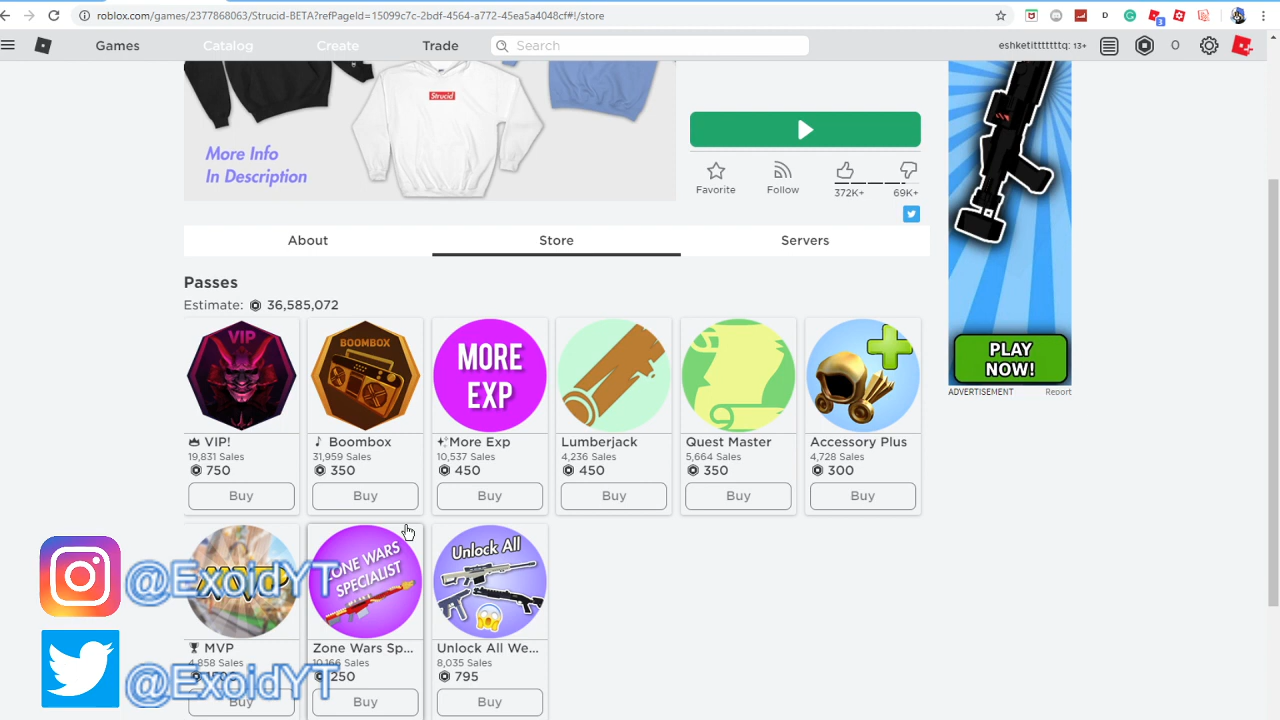 roblox.com/games/2377868063/Strucid-BETA?refPageId=15099c7c-2bdf-4564-a772-45ea5a4048cf#!/store
Games Catalog Create Trade Search eshketitttttttq: 13+ 0
Strucid
More Info
In Description
Favorite Follow 372K+ 69K+
About Store Servers
Passes
Estimate: 36,585,072
VIP
BOOMBOX
MORE
EXP
VIP! Boombox More Exp Lumberjack Quest Master Accessory Plus
19,831 Sales 31,959 Sales 10,537 Sales 4,236 Sales 5,664 Sales 4,728 Sales
750 350 450 450 350 300
Buy Buy Buy Buy Buy Buy
PLAY
NOW!
ADVERTISEMENT Report
MVP
ZONE WARS
SPECIALIST
Unlock All
@ExoidYT
MVP Zone Wars Sp... Unlock All We...
4,858 Sales 10,166 Sales 8,035 Sales
250 795
@ExoidYT
Buy Buy Buy